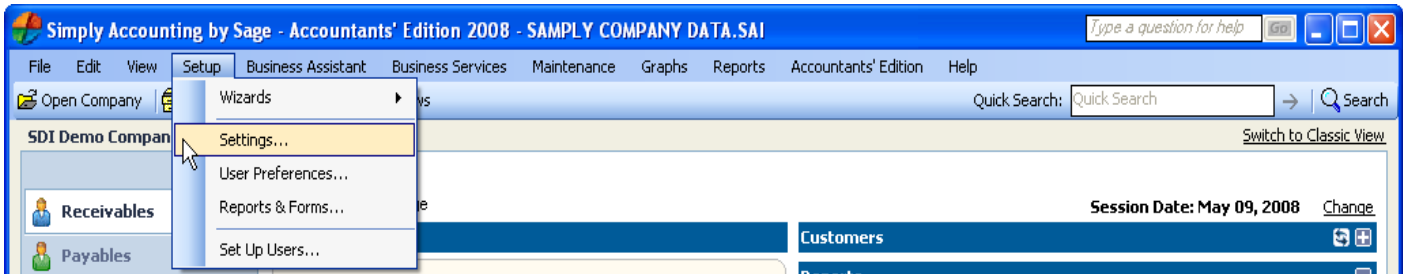 Simply Accounting by Sage - Accountants' Edition 2008 - SAMPLY COMPANY DATA.SAI Type a question for help Go
File Edit View Setup Business Assistant Business Services Maintenance Graphs Reports Accountants' Edition Help
Open Company Quick Search: Quick Search Search
Wizards
SDI Demo Compan Switch to Classic View
Settings...
User Preferences...
Receivables Reports & Forms... Session Date: May 09, 2008 Change
Customers
Payables Set Up Users...